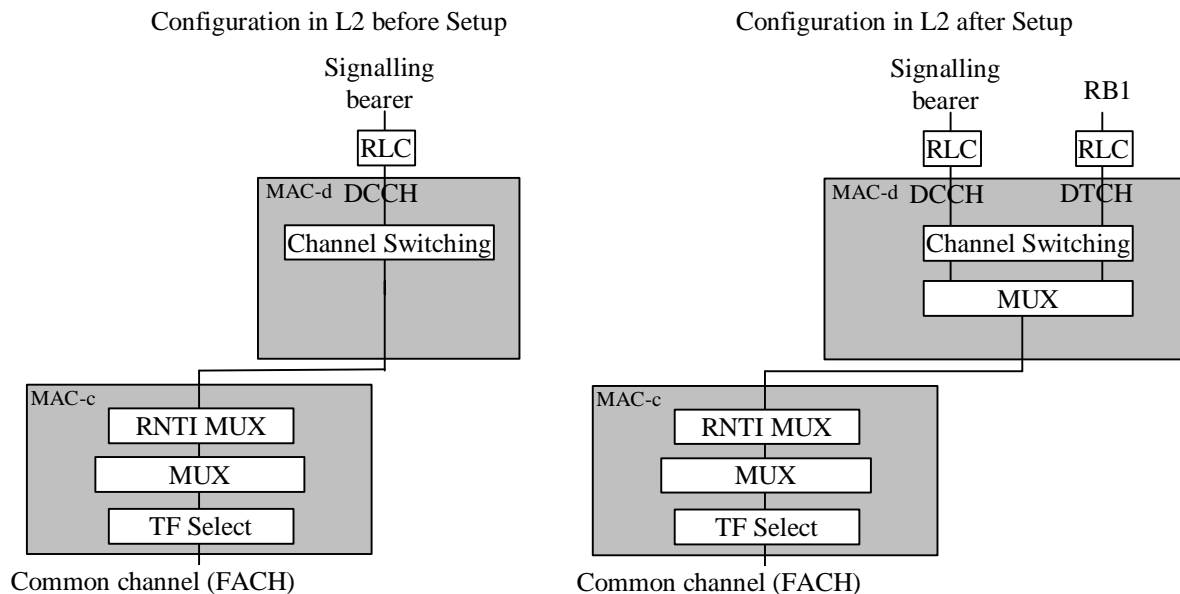 Configuration in L2 before Setup
Signalling
bearer
RLC
MAC-d DCCH
Channel Switching
MAC-c
RNTI MUX
MUX
TF Select
Common channel (FACH)
Configuration in L2 after Setup
Signalling
bearer
RB1
RLC
RLC
MAC-d DCCH
DTCH
Channel Switching
MUX
MAC-c
RNTI MUX
MUX
TF Select
Common channel (FACH)